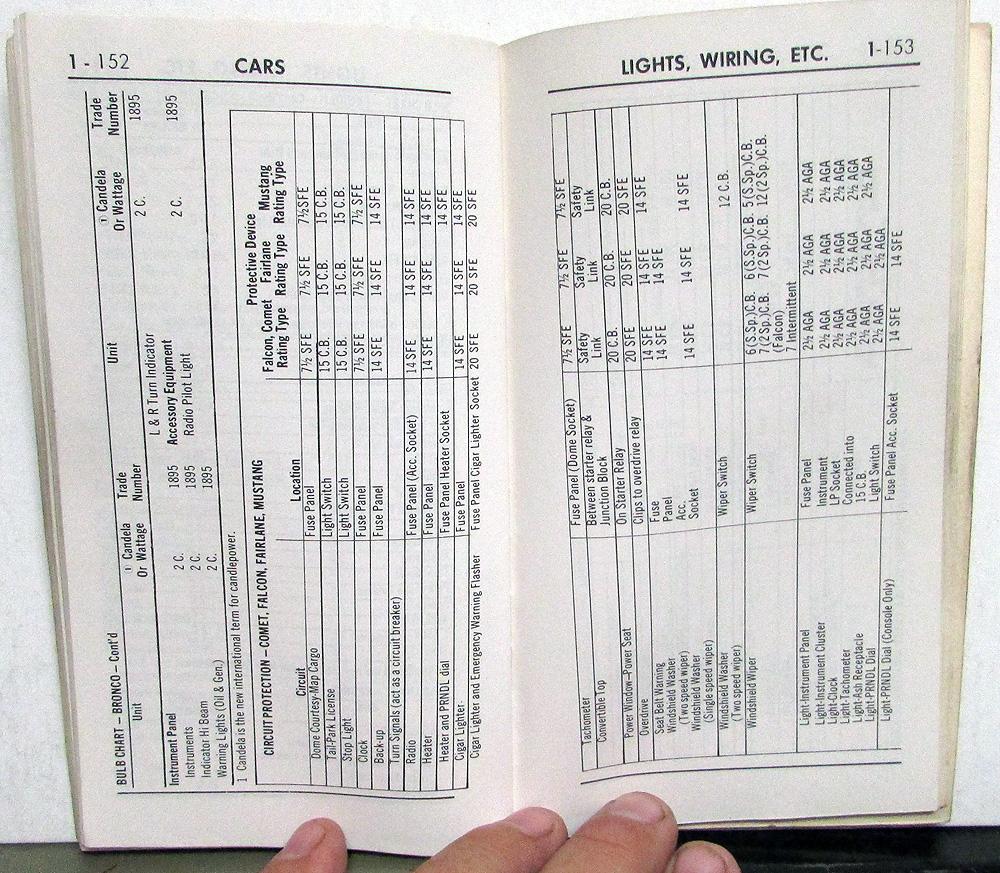 1-152 CARS
BULB CHART – BRONCO – Cont'd
Unit ① Candela Or Wattage Trade Number Unit ① Candela Or Wattage Trade Number
L & R Turn Indicator 2 C. 1895
Instrument Panel Accessory Equipment
Instruments 2 C. 1895 Radio Pilot Light 2 C. 1895
Indicator Hi Beam 2 C. 1895
Warning Lights (Oil & Gen.) 2 C. 1895
1 Candela is the new international term for candlepower.
CIRCUIT PROTECTION – COMET, FALCON, FAIRLANE, MUSTANG
Protective Device
Falcon, Comet Fairlane Mustang
Circuit Location Rating Type Rating Type Rating Type
Dome Courtesy-Map Cargo Fuse Panel 7½ SFE 7½ SFE 7½ SFE
Tail-Park License Light Switch 15 C.B. 15 C.B. 15 C.B.
Stop Light Light Switch 15 C.B. 15 C.B. 15 C.B.
Clock Fuse Panel 7½ SFE 7½ SFE 7½ SFE
Back-up Fuse Panel 14 SFE 14 SFE 14 SFE
Turn Signals (act as a circuit breaker)
Radio Fuse Panel (Acc. Socket) 14 SFE 14 SFE 14 SFE
Heater Fuse Panel 14 SFE 14 SFE 14 SFE
Heater and PRNDL dial Fuse Panel Heater Socket 14 SFE
Cigar Lighter Fuse Panel 14 SFE 14 SFE 14 SFE
Cigar Lighter and Emergency Warning Flasher Fuse Panel Cigar Lighter Socket 20 SFE 20 SFE 20 SFE
LIGHTS, WIRING, ETC. 1-153
Tachometer Fuse Panel (Dome Socket) 7½ SFE 7½ SFE 7½ SFE
Convertible Top Between starter relay & Safety Safety Safety
Junction Block Link Link Link
20 C.B. 20 C.B. 20 C.B.
Power Window–Power Seat On Starter Relay 20 SFE 20 SFE 20 SFE
Overdrive Clips to overdrive relay 14 SFE 14 SFE 14 SFE
Seat Belt Warning Fuse 14 SFE 14 SFE
Windshield Washer Panel
(Two speed wiper) Acc.
Windshield Washer Socket 14 SFE 14 SFE 14 SFE
(Single speed wiper)
Windshield Washer Wiper Switch 12 C.B.
(Two speed wiper)
Windshield Wiper Wiper Switch 6(S.Sp.)C.B. 6(S.Sp.)C.B. 5(S.Sp.)C.B.
7(2 Sp.)C.B. 7(2 Sp.)C.B. 12(2 Sp.)C.B.
(Falcon)
7 Intermittent
Light-Instrument Panel Fuse Panel 2½ AGA 2½ AGA 2½ AGA
Light-Instrument Cluster Instrument 2½ AGA 2½ AGA 2½ AGA
Light-Clock LP Socket 2½ AGA 2½ AGA 2½ AGA
Light-Tachometer Connected into 2½ AGA 2½ AGA 2½ AGA
Light-Ash Receptacle 15 C.B. 2½ AGA 2½ AGA 2½ AGA
Light-PRNDL Dial Light Switch 2½ AGA 2½ AGA
Light-PRNDL Dial (Console Only) Fuse Panel Acc. Socket 14 SFE 14 SFE